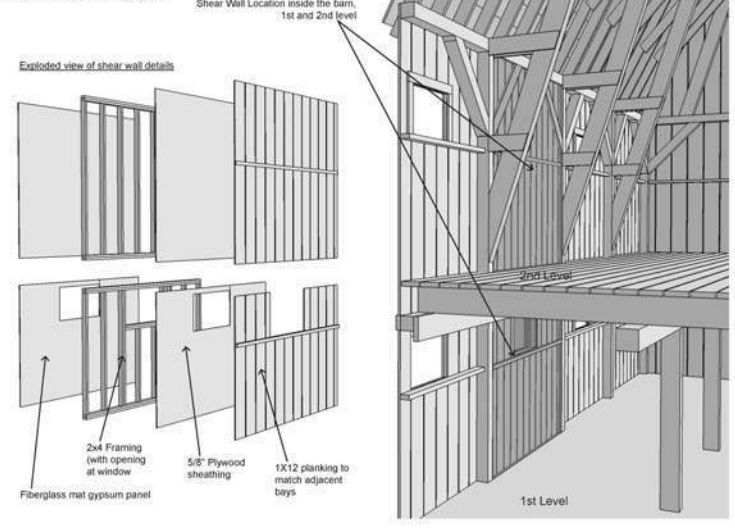 Shear Wall Location inside the barn,
1st and 2nd level
Exploded view of shear wall details
2nd Level
2x4 Framing
(with opening
at window
5/8" Plywood
sheathing
1X12 planking to
match adjacent
bays
Fiberglass mat gypsum panel
1st Level